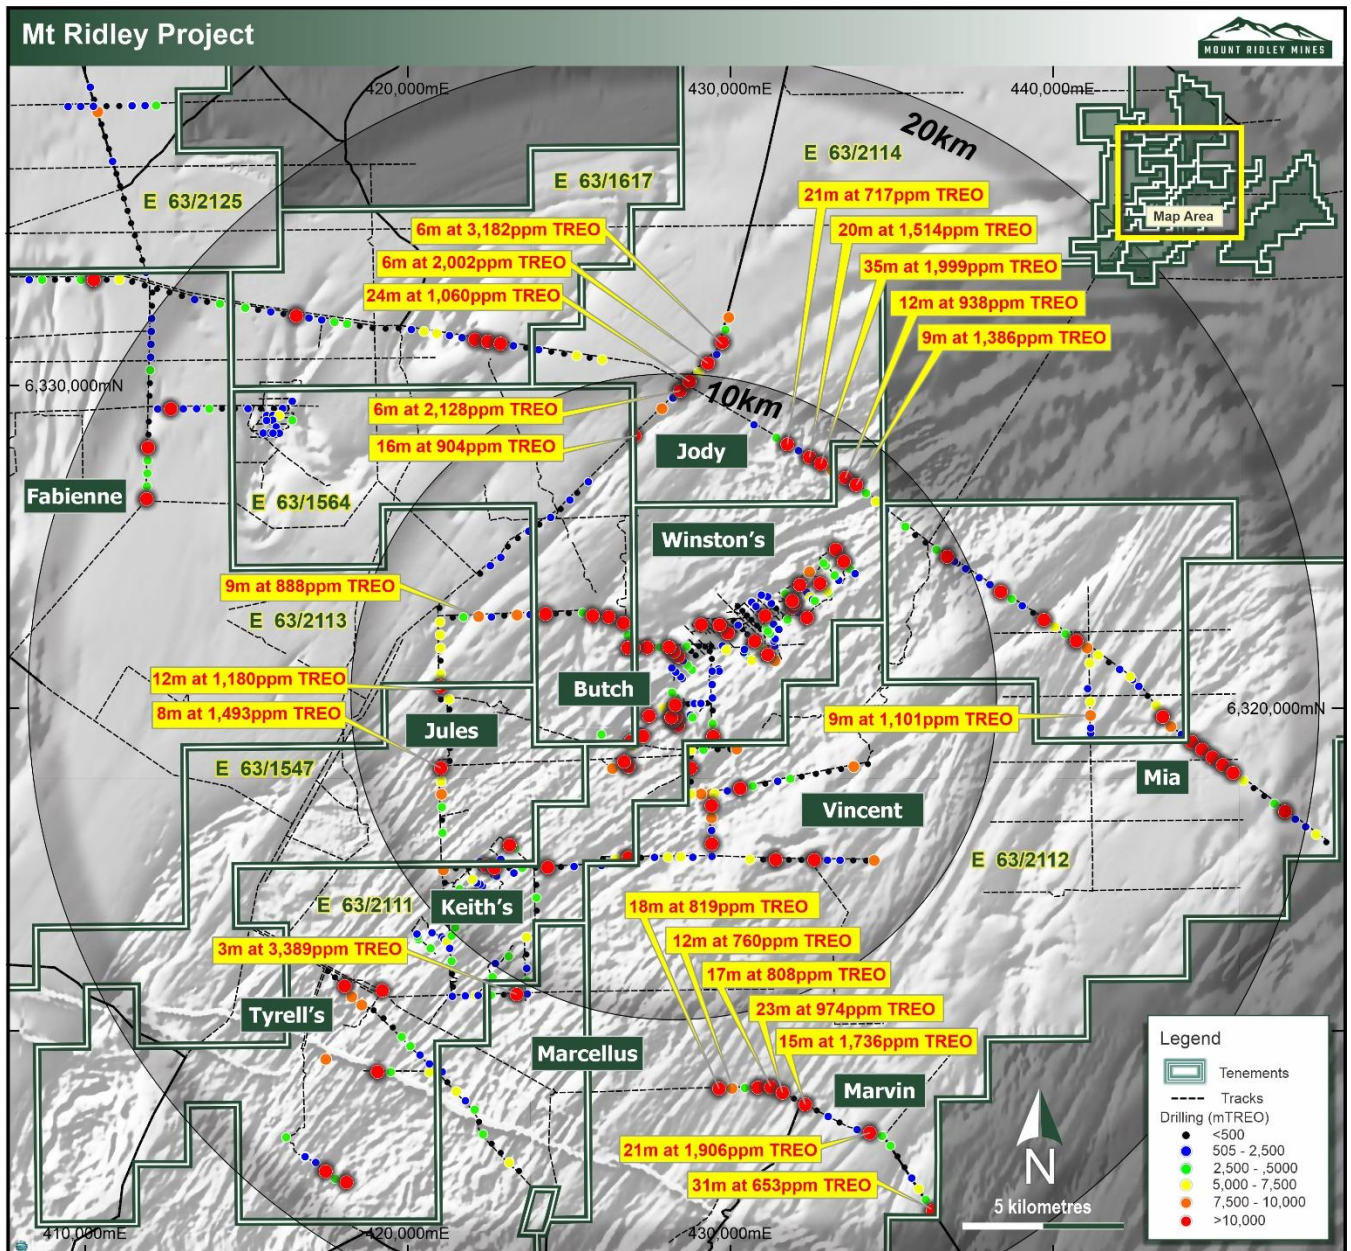 Mt Ridley Project
MOUNT RIDLEY MINES
420,000mE
430,000mE
440,000mE
20km
E 63/2114
E 63/1617
E 63/2125
Map Area
21m at 717ppm TREO
6m at 3,182ppm TREO
20m at 1,514ppm TREO
6m at 2,002ppm TREO
35m at 1,999ppm TREO
24m at 1,060ppm TREO
12m at 938ppm TREO
9m at 1,386ppm TREO
6,330,000mN
10km
6m at 2,128ppm TREO
16m at 904ppm TREO
Jody
Fabienne
E 63/1564
Winston's
9m at 888ppm TREO
E 63/2113
12m at 1,180ppm TREO
Butch
8m at 1,493ppm TREO
9m at 1,101ppm TREO
6,320,000mN
Jules
E 63/1547
Mia
Vincent
E 63/2112
E 63/2111
Keith's
18m at 819ppm TREO
12m at 760ppm TREO
3m at 3,389ppm TREO
17m at 808ppm TREO
23m at 974ppm TREO
Tyrell's
15m at 1,736ppm TREO
Marcellus
Marvin
21m at 1,906ppm TREO
31m at 653ppm TREO
N
5 kilometres
Legend
Tenements
Tracks
Drilling (mTREO)
<500
505 - 2,500
2,500 - ,5000
5,000 - 7,500
7,500 - 10,000
>10,000
410,000mE
420,000mE
430,000mE